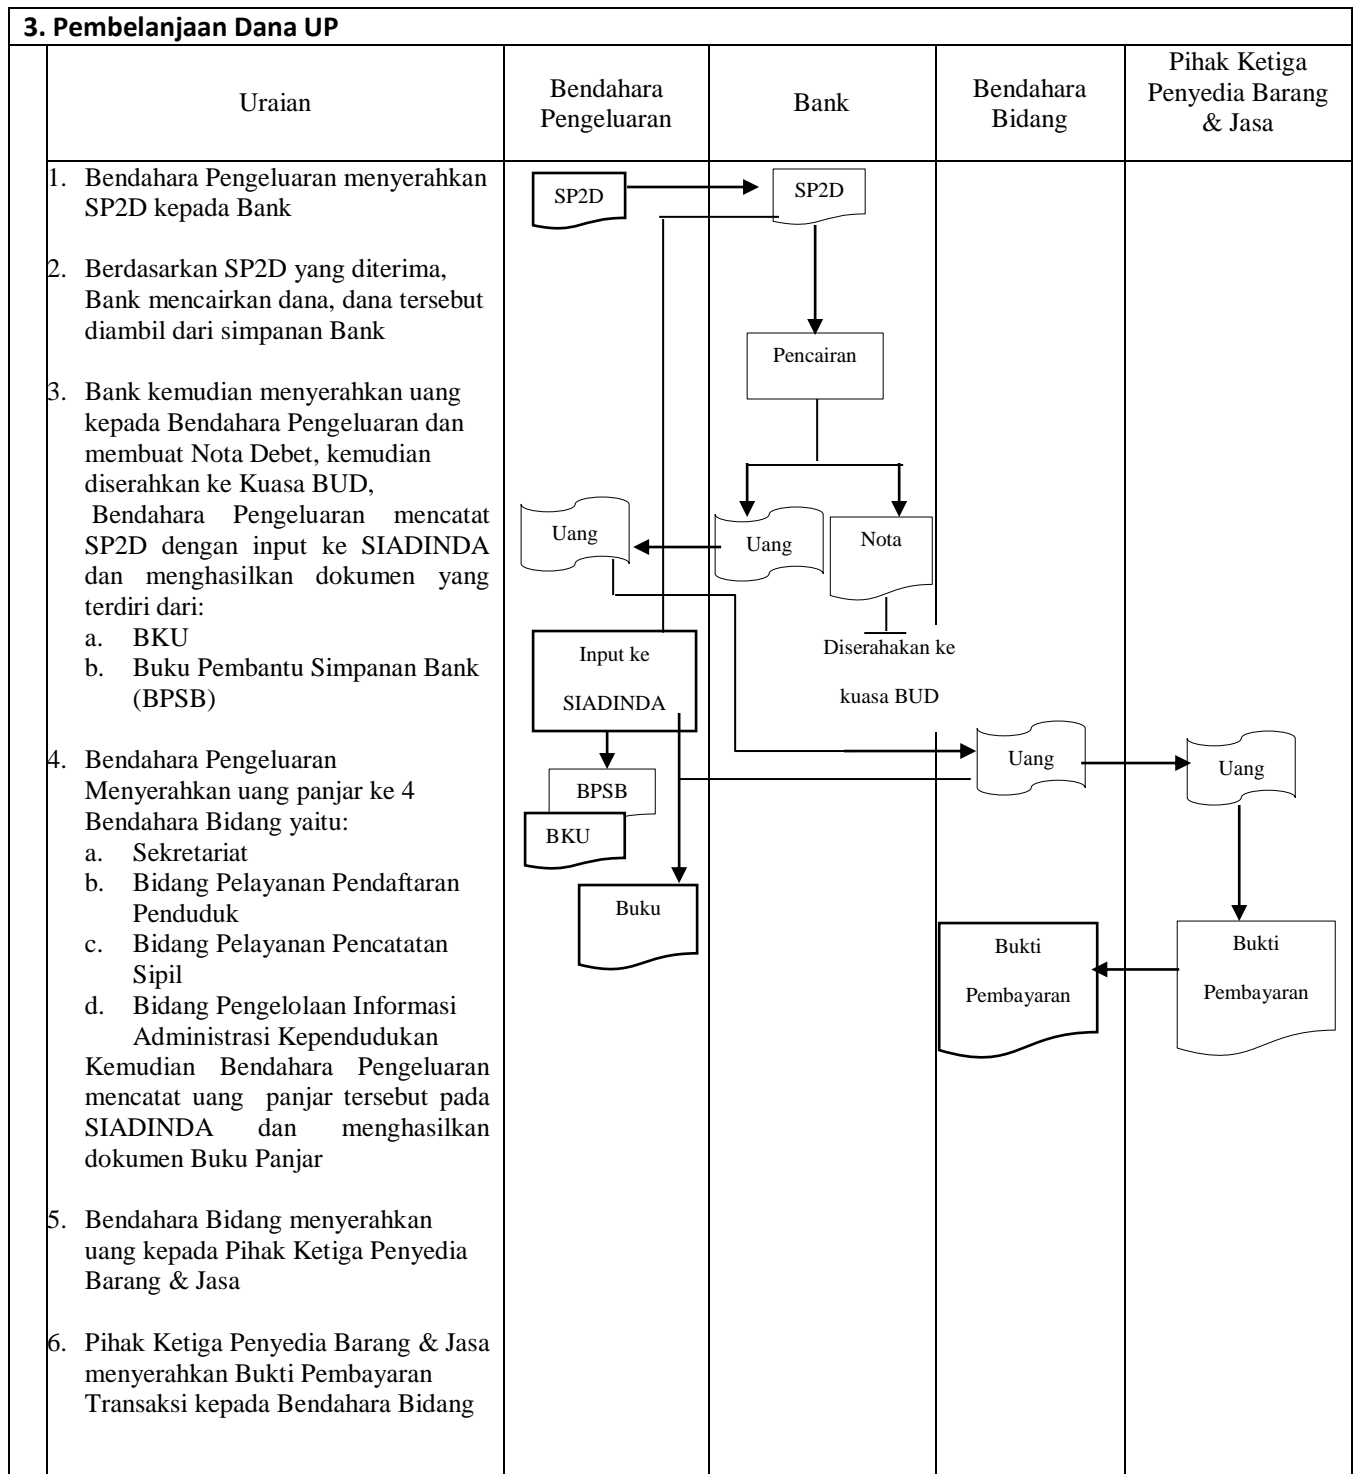 3. Pembelanjaan Dana UP
Uraian
Bendahara
Pengeluaran
Bank
Bendahara
Bidang
Pihak Ketiga
Penyedia Barang
& Jasa
1. Bendahara Pengeluaran menyerahkan
SP2D kepada Bank
2. Berdasarkan SP2D yang diterima,
Bank mencairkan dana, dana tersebut
diambil dari simpanan Bank
3. Bank kemudian menyerahkan uang
kepada Bendahara Pengeluaran dan
membuat Nota Debet, kemudian
diserahkan ke Kuasa BUD,
Bendahara Pengeluaran mencatat
SP2D dengan input ke SIADINDA
dan menghasilkan dokumen yang
terdiri dari:
a. BKU
b. Buku Pembantu Simpanan Bank
(BPSB)
4. Bendahara Pengeluaran
Menyerahkan uang panjar ke 4
Bendahara Bidang yaitu:
a. Sekretariat
b. Bidang Pelayanan Pendaftaran
Penduduk
c. Bidang Pelayanan Pencatatan
Sipil
d. Bidang Pengelolaan Informasi
Administrasi Kependudukan
Kemudian Bendahara Pengeluaran
mencatat uang panjar tersebut pada
SIADINDA dan menghasilkan
dokumen Buku Panjar
5. Bendahara Bidang menyerahkan
uang kepada Pihak Ketiga Penyedia
Barang & Jasa
6. Pihak Ketiga Penyedia Barang & Jasa
menyerahkan Bukti Pembayaran
Transaksi kepada Bendahara Bidang
SP2D
SP2D
Pencairan
Uang
Uang
Nota
Input ke
SIADINDA
Diserahakan ke
kuasa BUD
Uang
Uang
BPSB
BKU
Buku
Bukti
Pembayaran
Bukti
Pembayaran